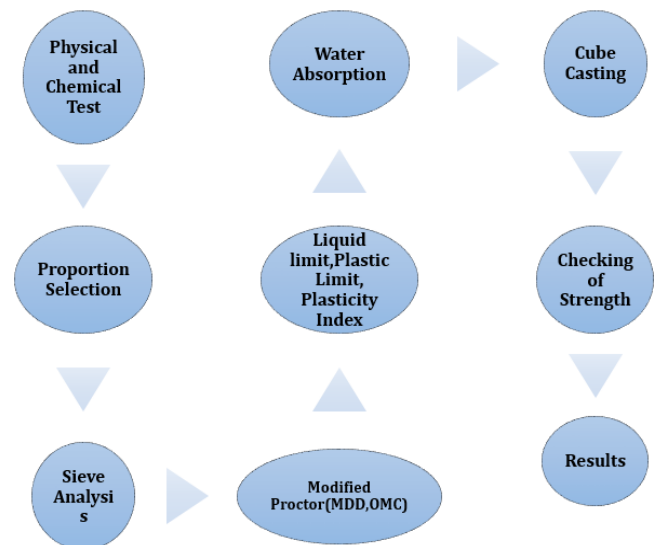 Physical
and
Chemical
Test
Proportion
Selection
Sieve
Analysi
s
Modified
Proctor(MDD,OMC)
Liquid
limit,Plastic
Limit,
Plasticity
Index
Water
Absorption
Cube
Casting
Checking
of
Strength
Results